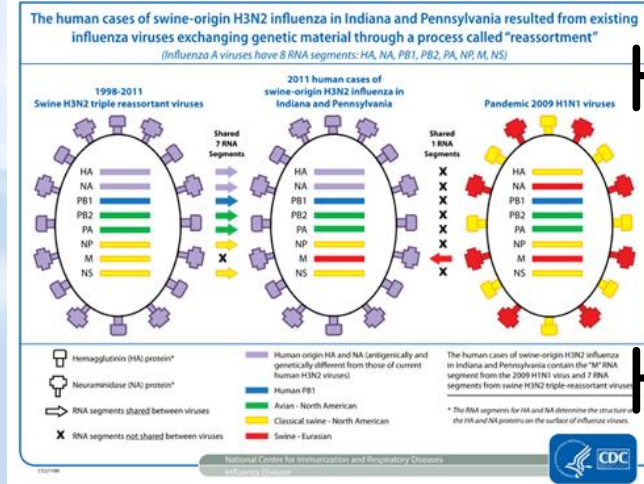 The human cases of swine-origin H3N2 influenza in Indiana and Pennsylvania resulted from existing
influenza viruses exchanging genetic material through a process called "reassortment"
(Influenza A viruses have 8 RNA segments: HA, NA, PB1, PB2, PA, NP, M, NS)
1998-2011
Swine H3N2 triple reassortant viruses
Shared
7 RNA
Segments
2011 human cases of
swine-origin H3N2 influenza in
Indiana and Pennsylvania
Shared
1 RNA
Segments
Pandemic 2009 H1N1 viruses
HA
NA
PB1
PB2
PA
NP
M
NS
X
HA
NA
PB1
PB2
PA
NP
M
NS
X
X
X
X
X
X
X
HA
NA
PB1
PB2
PA
NP
M
NS
Hemagglutinin (HA) protein*
Neuraminidase (NA) protein*
RNA segments shared between viruses
X RNA segments not shared between viruses
Human origin HA and NA (antigenically and
genetically different from those of current
human H3N2 viruses)
Human PB1
Avian - North American
Classical swine - North American
Swine - Eurasian
The human cases of swine-origin H3N2 influenza
in Indiana and Pennsylvania contain the "M" RNA
segment from the 2009 H1N1 virus and 7 RNA
segments from swine H3N2 triple-reassortant viruses
* The RNA segments for HA and NA determine the structure of
the HA and NA proteins on the surface of influenza viruses.
National Center for Immunization and Respiratory Diseases
Influenza Division
CDC